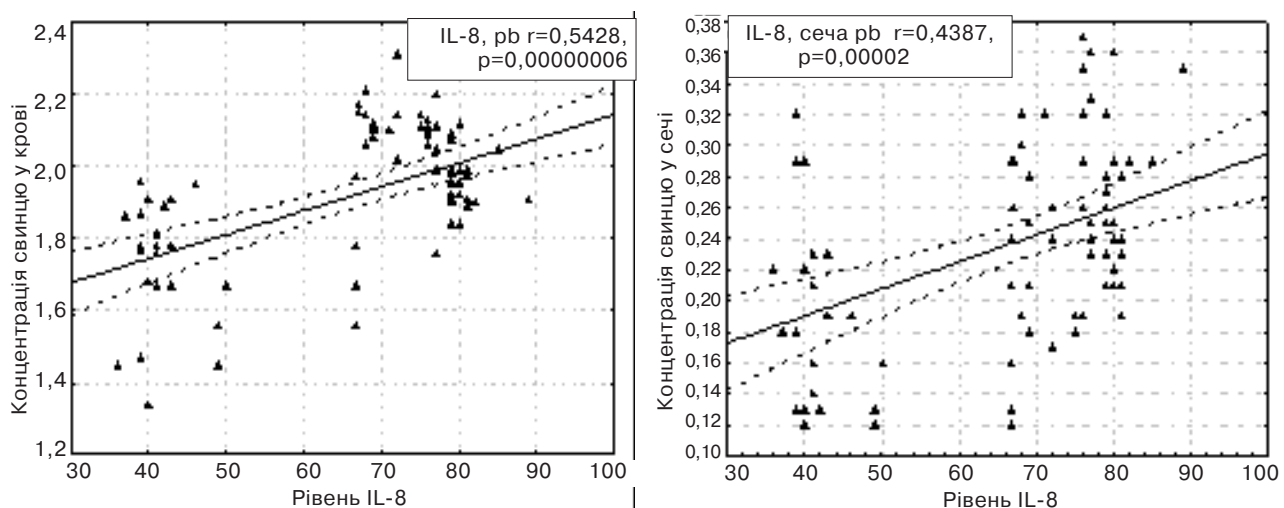 IL-8, pb r=0,5428,
p=0,00000006
Концентрація свинцю у крові
2,4
2,2
2,0
1,8
1,6
1,4
1,2
30 40 50 60 70 80 90 100
Рівень IL-8
IL-8, сеча pb r=0,4387,
p=0,00002
Концентрація свинцю у сечі
0,38
0,36
0,34
0,32
0,30
0,28
0,26
0,24
0,22
0,20
0,18
0,16
0,14
0,12
0,10
30 40 50 60 70 80 90 100
Рівень IL-8